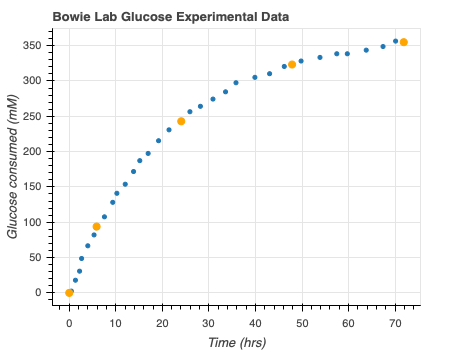 Bowie Lab Glucose Experimental Data
Glucose consumed (mM)
350
300
250
200
150
100
50
0
0 10 20 30 40 50 60 70
Time (hrs)